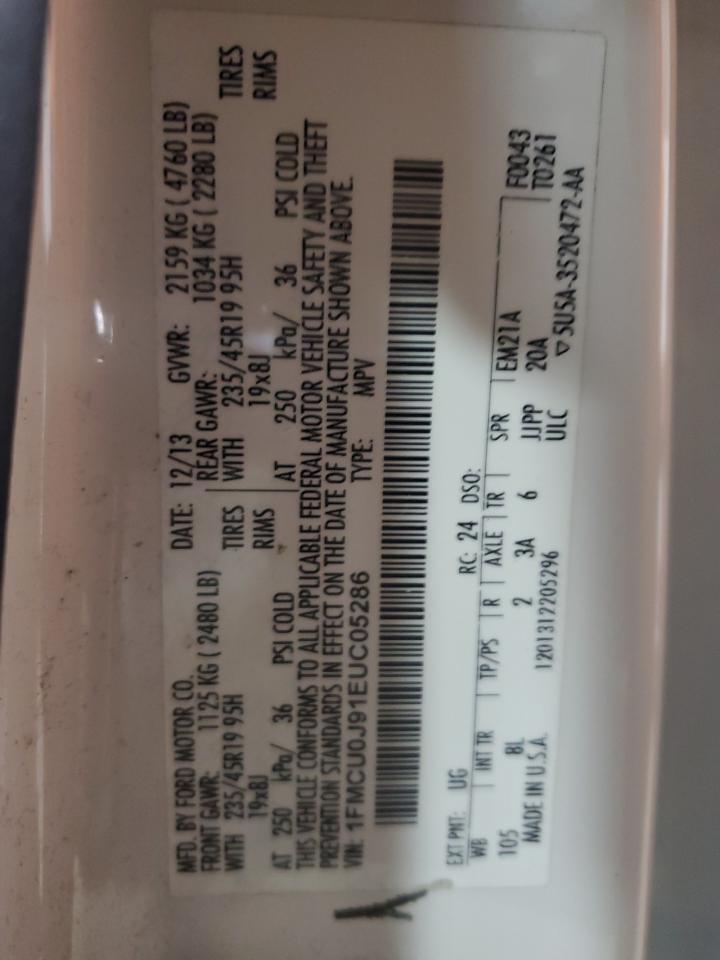 MFD. BY FORD MOTOR CO. DATE: 12/13 GVWR: 2159 KG ( 4760 LB)
FRONT GAWR: 1125 KG ( 2480 LB) REAR GAWR: 1034 KG ( 2280 LB)
WITH 235/45R19 95H TIRES WITH 235/45R19 95H TIRES
19x8J RIMS 19x8J RIMS
AT 250 kPa/ 36 PSI COLD AT 250 kPa/ 36 PSI COLD
THIS VEHICLE CONFORMS TO ALL APPLICABLE FEDERAL MOTOR VEHICLE SAFETY AND THEFT
PREVENTION STANDARDS IN EFFECT ON THE DATE OF MANUFACTURE SHOWN ABOVE.
VIN: 1FMCU0J91EUC05286 TYPE: MPV
EXT PNT: UG RC: 24 DSO: F0043
WB INT TR TP/PS R AXLE TR SPR EM21A T0261
105 8L 2 3A 6 JJPP 20A
MADE IN U.S.A. 1201312205296 ULC ▽5U5A-3520472-AA